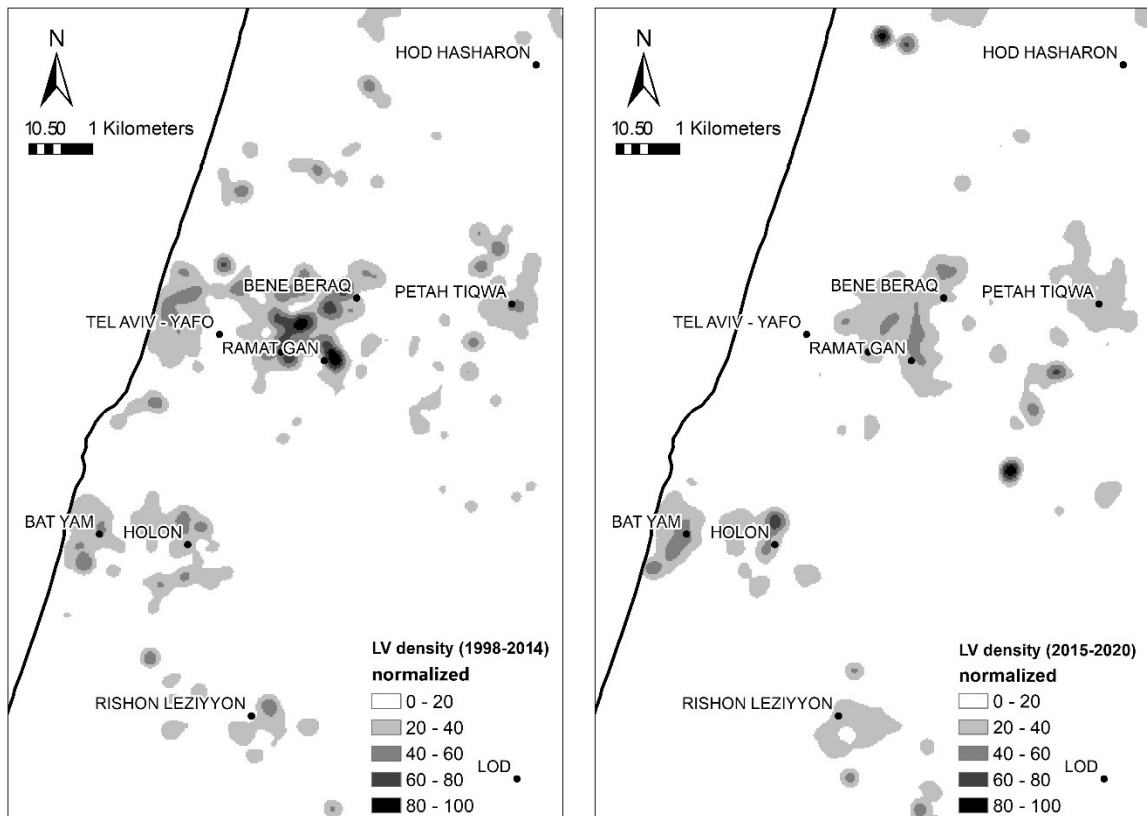 N
HOD HASHARON
10.50 1 Kilometers
BENE BERAQ
PETAH TIQWA
TEL AVIV - YAFO
RAMAT GAN
BAT YAM
HOLON
RISHON LEZIYYON
LV density (1998-2014)
normalized
0 - 20
20 - 40
40 - 60
60 - 80
80 - 100
LOD
N
HOD HASHARON
10.50 1 Kilometers
BENE BERAQ
PETAH TIQWA
TEL AVIV - YAFO
RAMAT GAN
BAT YAM
HOLON
RISHON LEZIYYON
LV density (2015-2020)
normalized
0 - 20
20 - 40
40 - 60
60 - 80
80 - 100
LOD